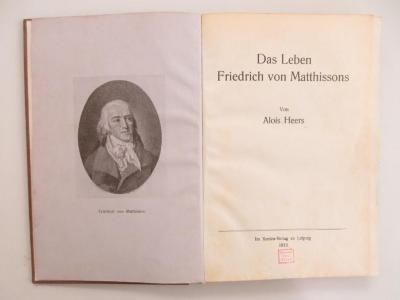 Friedrich von Matthisson
Das Leben
Friedrich von Matthissons
Von
Alois Heers
Im Xenien-Verlag zu Leipzig
1913